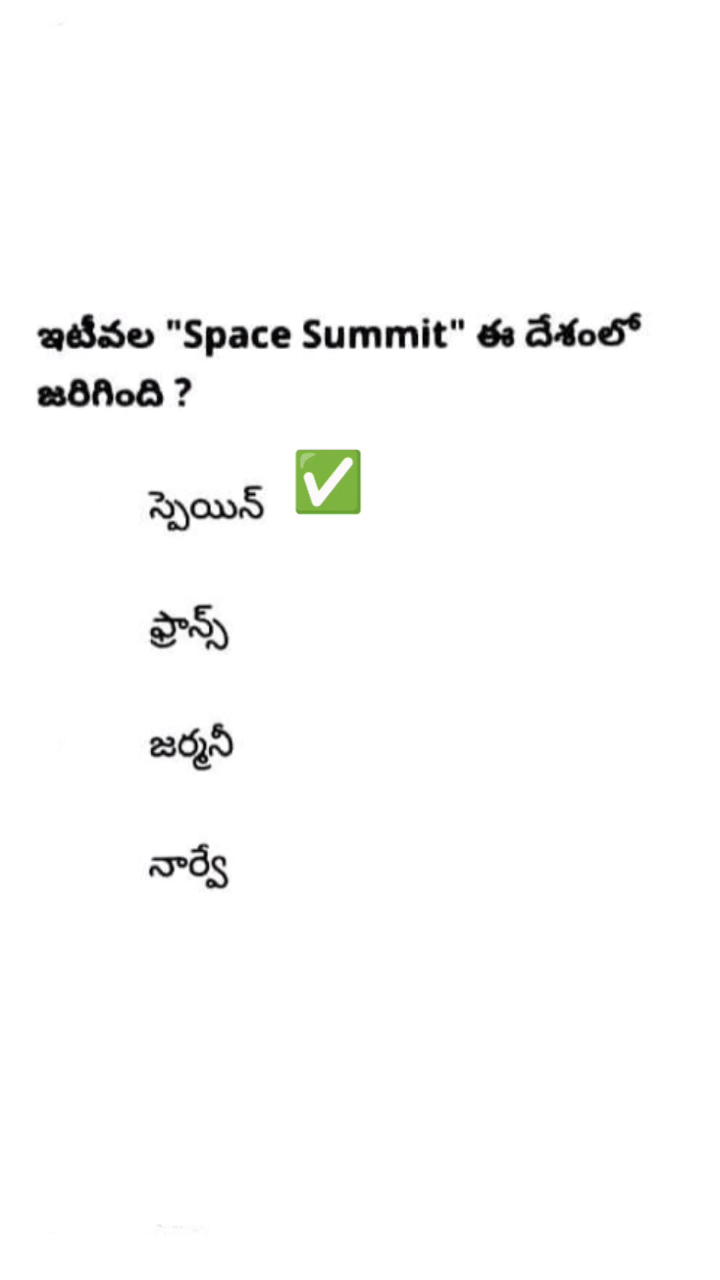 ఇటీవల "Space Summit" ఈ దేశంలో
జరిగింది ?
స్పెయిన్ ✅
ఫ్రాన్స్
జర్మనీ
నార్వే